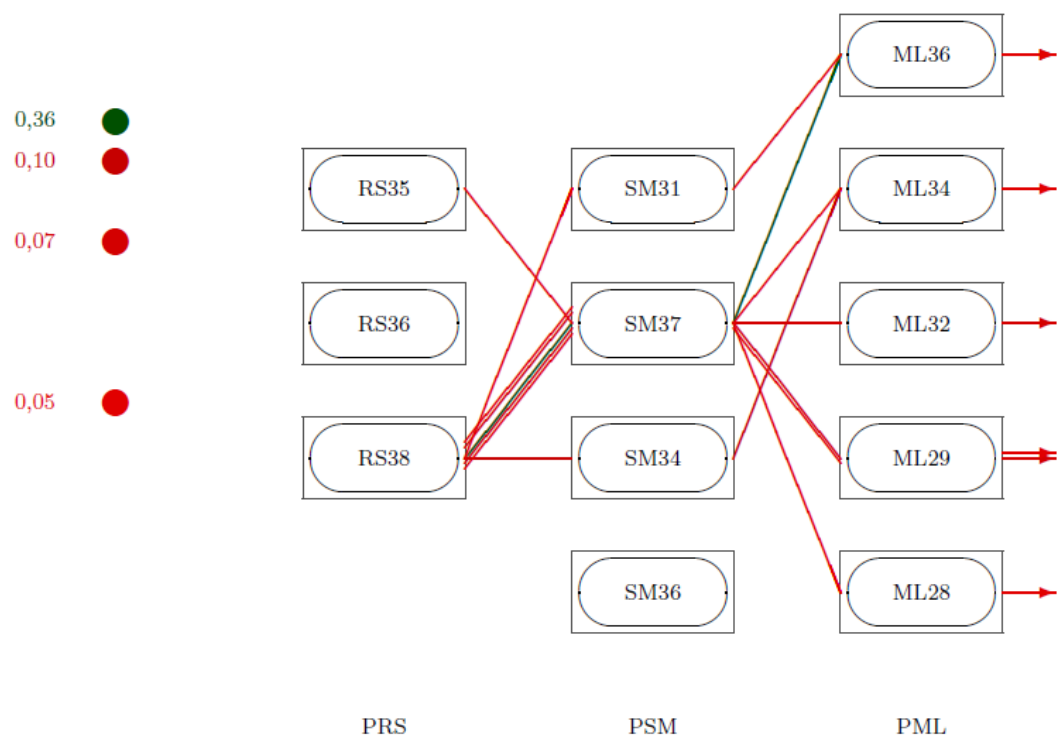 ML36
0,36
0,10
RS35 SM31 ML34
0,07
RS36 SM37 ML32
0,05
RS38 SM34 ML29
SM36 ML28
PRS PSM PML